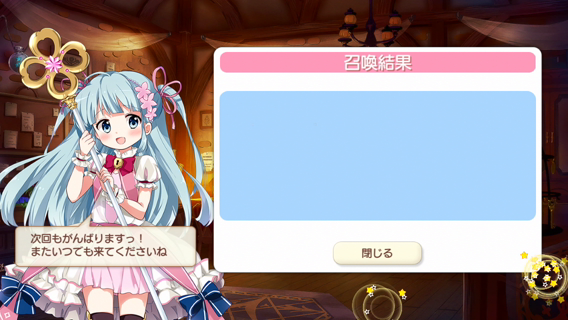 召喚結果
次回もがんばりますっ！
またいつでも来てくださいね
閉じる